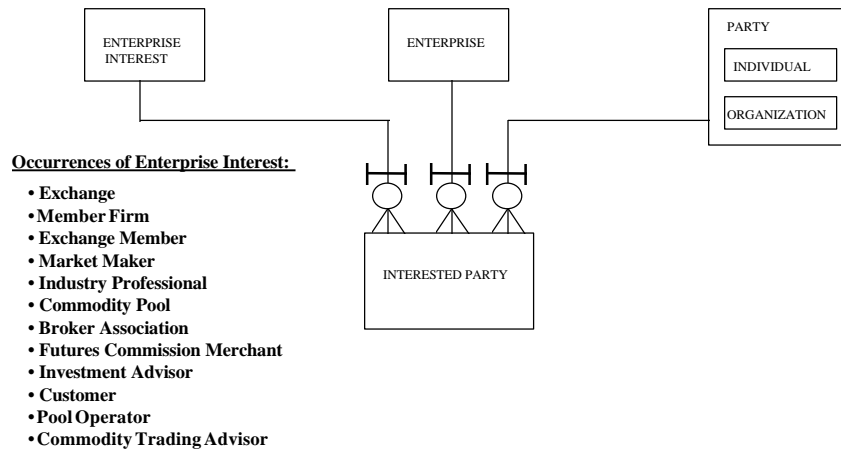 ENTERPRISE
INTEREST
ENTERPRISE
PARTY
INDIVIDUAL
ORGANIZATION
Occurrences of Enterprise Interest:
• Exchange
• Member Firm
• Exchange Member
• Market Maker
• Industry Professional
• Commodity Pool
• Broker Association
• Futures Commission Merchant
• Investment Advisor
• Customer
• Pool Operator
• Commodity Trading Advisor
INTERESTED PARTY